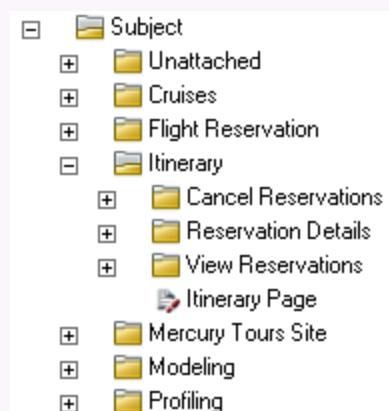 Subject
Unattached
Cruises
Flight Reservation
Itinerary
Cancel Reservations
Reservation Details
View Reservations
Itinerary Page
Mercury Tours Site
Modeling
Profiling